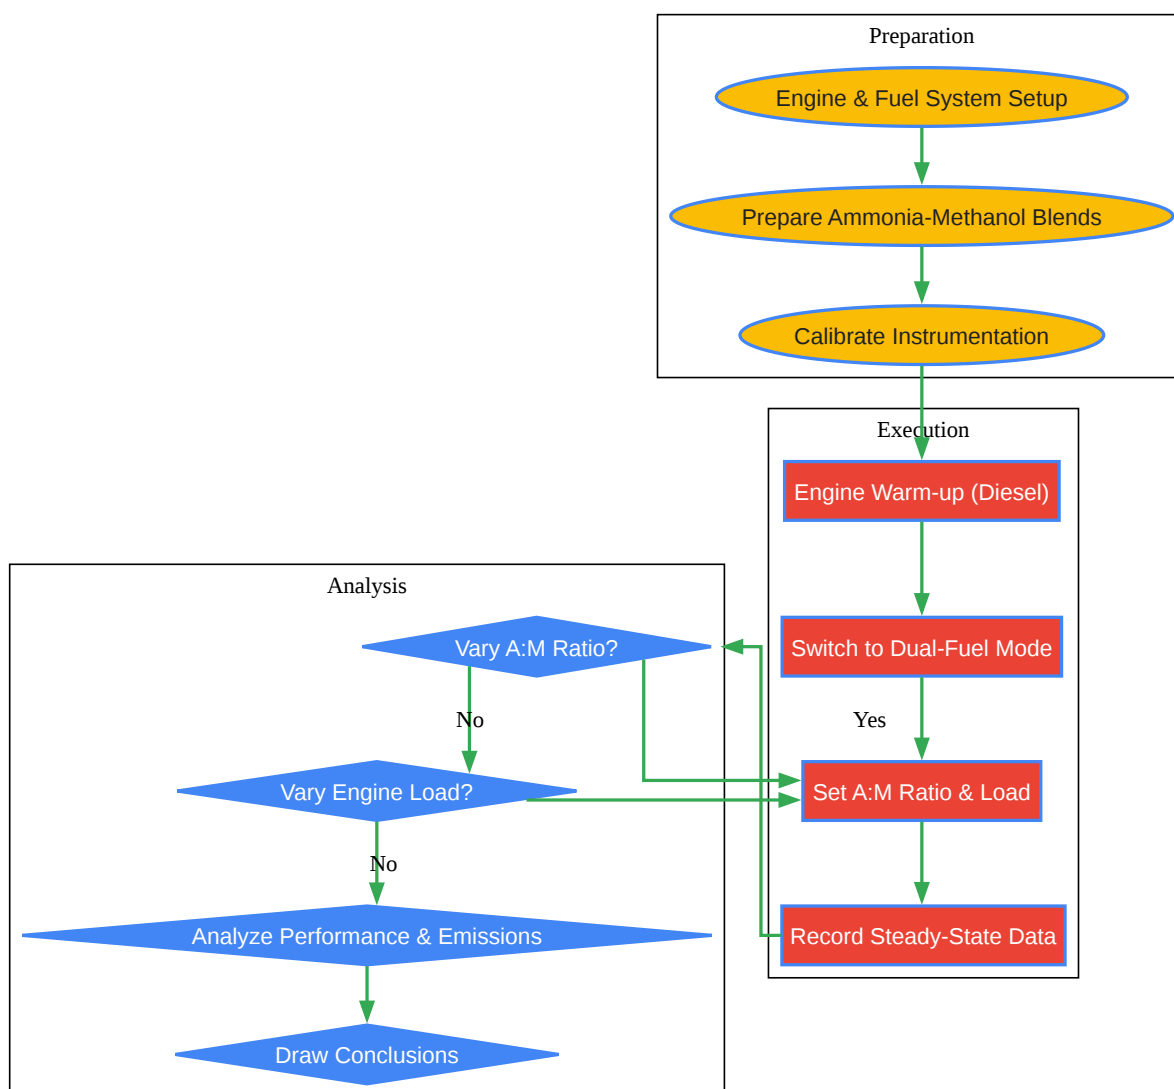 Preparation
Engine & Fuel System Setup
Prepare Ammonia-Methanol Blends
Calibrate Instrumentation
Execution
Engine Warm-up (Diesel)
Switch to Dual-Fuel Mode
Yes
Set A:M Ratio & Load
Record Steady-State Data
Analysis
Vary A:M Ratio?
No
Vary Engine Load?
No
Analyze Performance & Emissions
Draw Conclusions